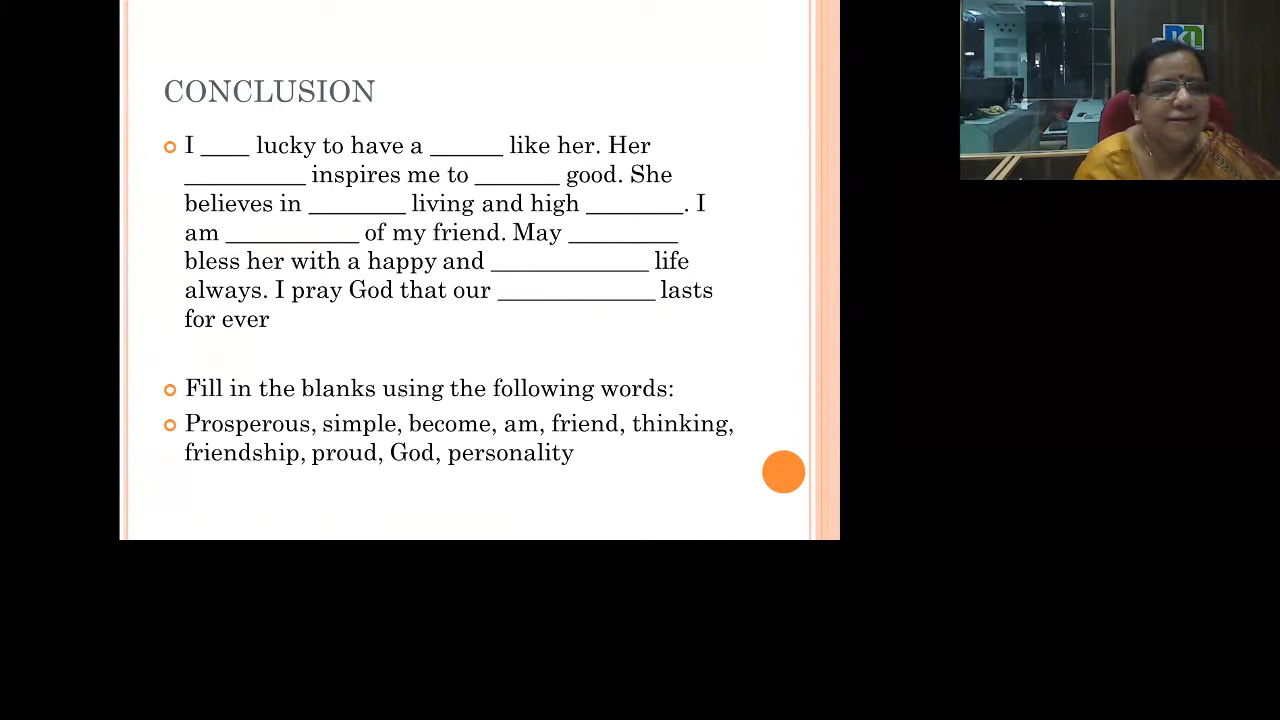 CONCLUSION
I ____ lucky to have a ______ like her. Her
__________ inspires me to _______ good. She
believes in ________ living and high ________. I
am ___________ of my friend. May _________
bless her with a happy and _____________ life
always. I pray God that our _____________ lasts
for ever
Fill in the blanks using the following words:
Prosperous, simple, become, am, friend, thinking,
friendship, proud, God, personality